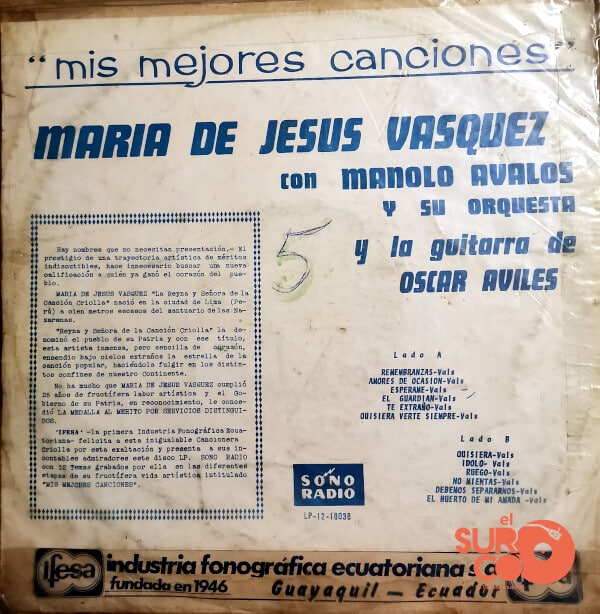 "mis mejores canciones"
MARIA DE JESUS VASQUEZ
con MANOLO AVALOS
Y SU ORQUESTA
y la guitarra de
OSCAR AVILES
5
Hay nombres que no necesitan presentación.- El
prestigio de una trayectoria artística de méritos
indiscutibles, hace innecesario buscar una nueva
calificación a quién ya ganó el corazón del pue-
blo.
MARIA DE JESUS VASQUEZ "La Reyna y Señora de la
Canción Criolla" nació en la ciudad de Lima (Pe-
rú) a cien metros escasos del santuario de las Na-
zarenas.
"Reyna y Señora de la Canción Criolla" la de-
nominó el pueblo de su Patria y con ese título,
esta artista inmensa, pero sencilla de corazón,
encendio bajo cielos extraños la estrella de la
canción popular, haciéndola fulgir en los distin-
tos confines de nuestro Continente.
No ha mucho que MARIA DE JESUS VASQUEZ cumplió
25 años de fructífera labor artística y el Go-
bierno de su Patria, en reconocimiento, le conce-
dió LA MEDALLA AL MERITO POR SERVICIOS DISTINGUI-
DOS.
"IFESA" -la primera Industria Fonográfica Ecua-
toriana- felicita a esta inigualable Cancionera
Criolla por esta exaltación y presenta a sus in-
contables admiradores este disco LP. SONO RADIO
con 12 Temas grabados por ella en las diferentes
etapas de su fructífera vida artística intitulado
"MIS MEJORES CANCIONES".
Lado A
REMEMBRANZAS-Vals
AMORES DE OCASION-Vals
ESPERAME-Vals
EL GUARDIAN-Vals
TE EXTRAÑO-Vals
QUISIERA VERTE SIEMPRE-Vals
Lado B
QUISIERA-Vals
IDOLO- Vals
RUEGO-Vals
NO MIENTAS-Vals
DEBEMOS SEPARARNOS-Vals
EL HUERTO DE MI AMADA -Vals
SONO
RADIO
LP-12-18038
el
SURCO
ifesa
industria fonográfica ecuatoriana s.a.
fundada en 1946
Guayaquil - Ecuador